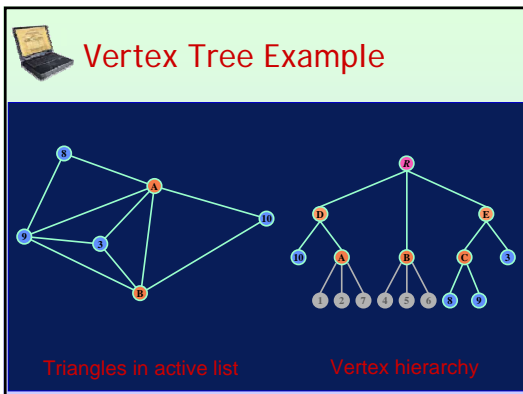 Vertex Tree Example
8
A
10
9
3
B
R
D
E
10
A
B
C
3
1 2 7 4 5 6 8 9
Triangles in active list
Vertex hierarchy